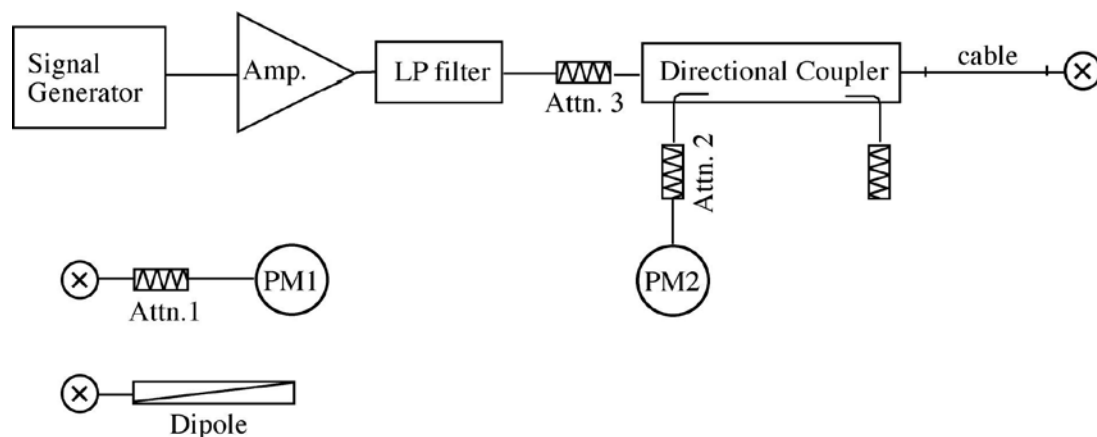 Signal
Generator
Amp.
LP filter
Attn. 3
Directional Coupler
cable
Attn. 2
PM2
PM1
Attn.1
Dipole